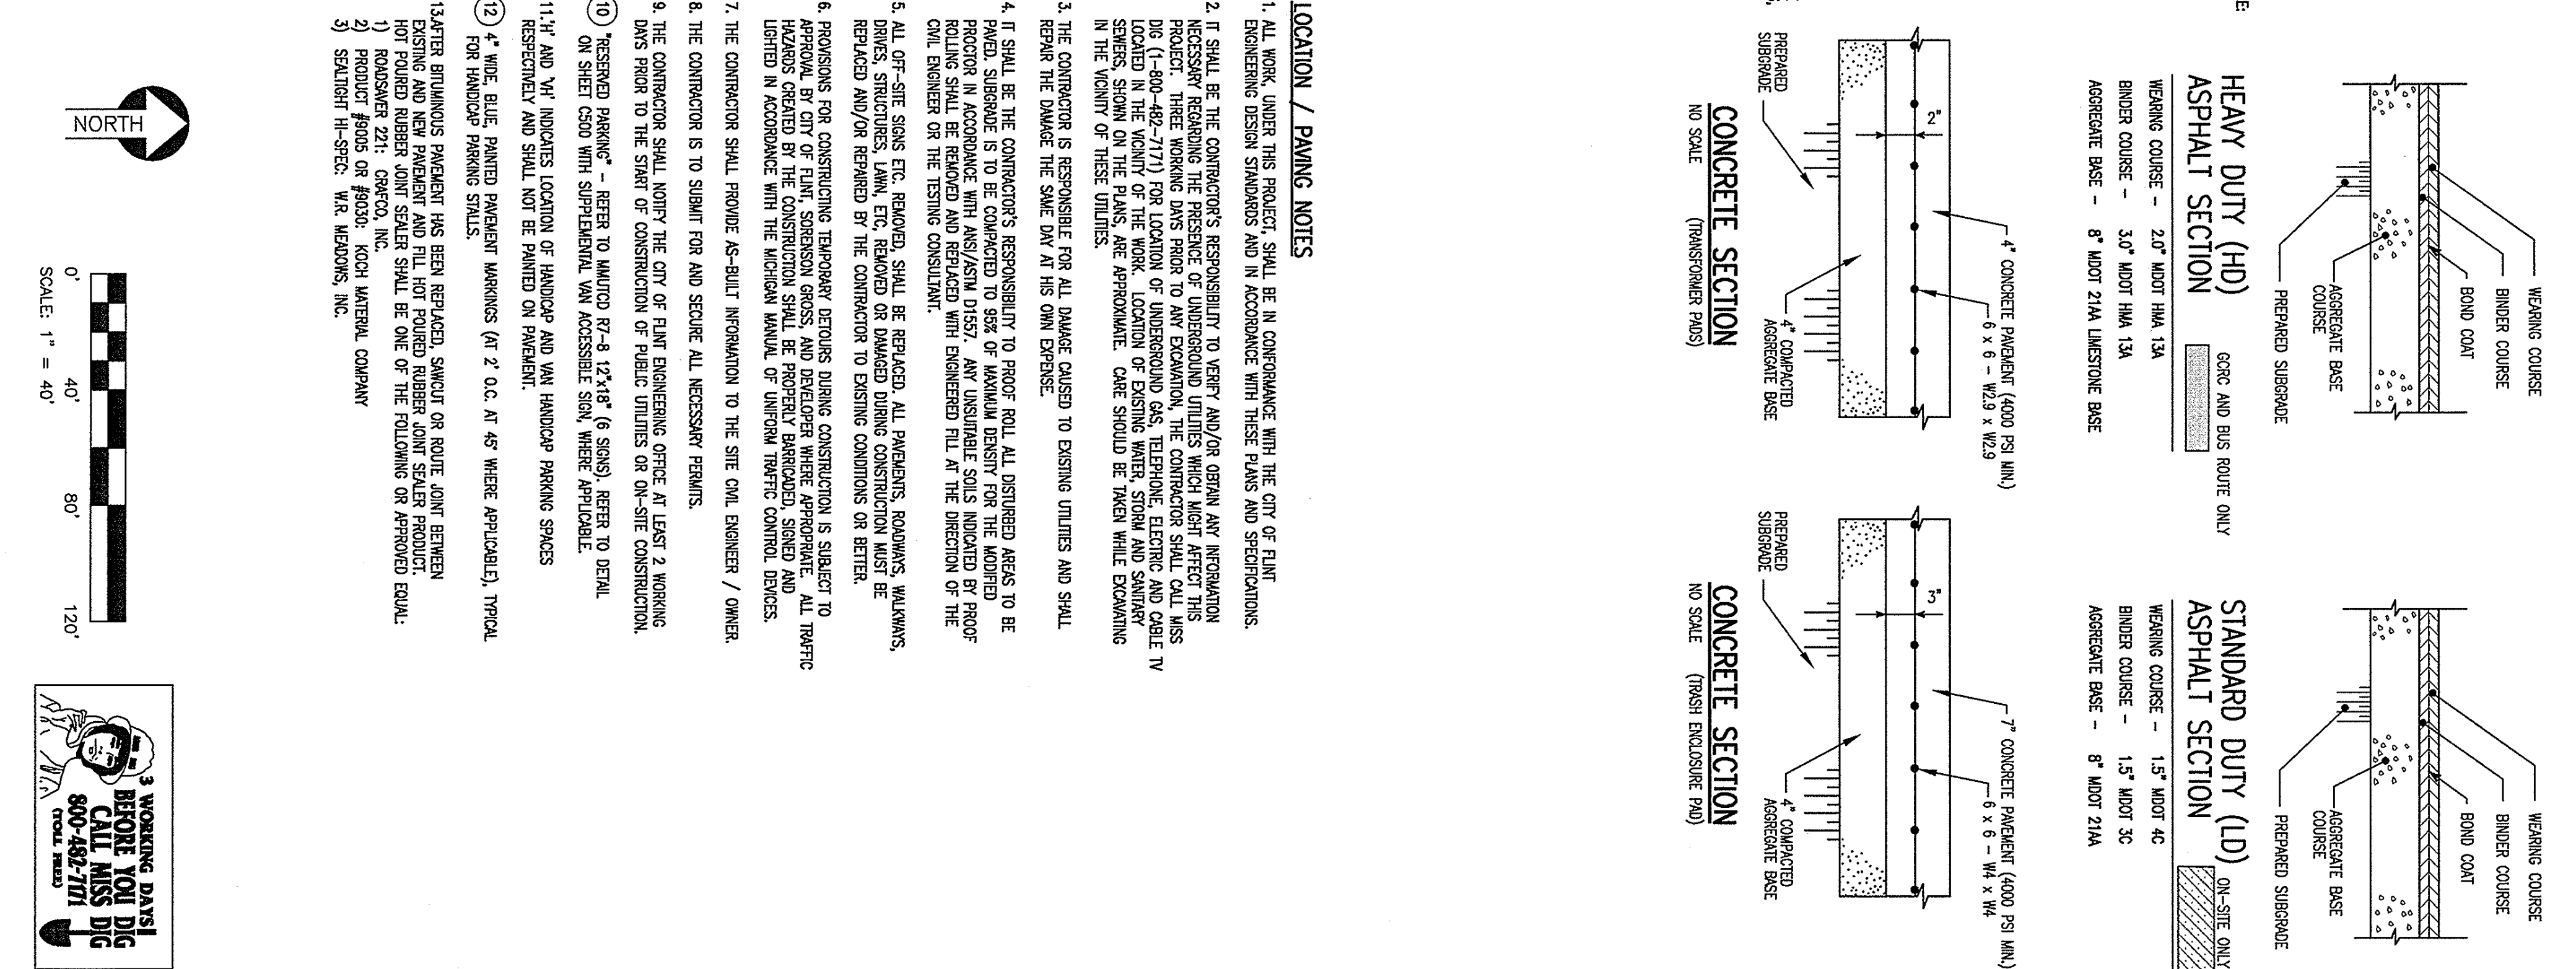 E:
WEARING COURSE
BINDER COURSE
BOND COAT
AGGREGATE BASE
COURSE
PREPARED SUBGRADE
HEAVY DUTY (HD)
ASPHALT SECTION
GCRC AND BUS ROUTE ONLY
WEARING COURSE - 2.0" MDOT HMA 13A
BINDER COURSE - 3.0" MDOT HMA 13A
AGGREGATE BASE - 8" MDOT 21AA LIMESTONE BASE
WEARING COURSE
BINDER COURSE
BOND COAT
AGGREGATE BASE
COURSE
PREPARED SUBGRADE
STANDARD DUTY (LD)
ASPHALT SECTION
ON-SITE ONLY
WEARING COURSE - 1.5" MDOT 4C
BINDER COURSE - 1.5" MDOT 3C
AGGREGATE BASE - 8" MDOT 21AA
4" CONCRETE PAVEMENT (4000 PSI MIN.)
6 x 6 - W2.9 x W2.9
2"
4" COMPACTED
AGGREGATE BASE
PREPARED
SUBGRADE
CONCRETE SECTION
NO SCALE (TRANSFORMER PADS)
7" CONCRETE PAVEMENT (4000 PSI MIN.)
6 x 6 - W4 x W4
3"
4" COMPACTED
AGGREGATE BASE
PREPARED
SUBGRADE
CONCRETE SECTION
NO SCALE (TRASH ENCLOSURE PAD)
LOCATION / PAVING NOTES
1. ALL WORK, UNDER THIS PROJECT, SHALL BE IN CONFORMANCE WITH THE CITY OF FLINT
ENGINEERING DESIGN STANDARDS AND IN ACCORDANCE WITH THESE PLANS AND SPECIFICATIONS.
2. IT SHALL BE THE CONTRACTOR'S RESPONSIBILITY TO VERIFY AND/OR OBTAIN ANY INFORMATION
NECESSARY REGARDING THE PRESENCE OF UNDERGROUND UTILITIES WHICH MIGHT AFFECT THIS
PROJECT. THREE WORKING DAYS PRIOR TO ANY EXCAVATION, THE CONTRACTOR SHALL CALL MISS
DIG (1-800-482-7171) FOR LOCATION OF UNDERGROUND GAS, TELEPHONE, ELECTRIC AND CABLE TV
LOCATED IN THE VICINITY OF THE WORK. LOCATION OF EXISTING WATER, STORM AND SANITARY
SEWERS, SHOWN ON THE PLANS, ARE APPROXIMATE. CARE SHOULD BE TAKEN WHILE EXCAVATING
IN THE VICINITY OF THESE UTILITIES.
3. THE CONTRACTOR IS RESPONSIBLE FOR ALL DAMAGE CAUSED TO EXISTING UTILITIES AND SHALL
REPAIR THE DAMAGE THE SAME DAY AT HIS OWN EXPENSE.
4. IT SHALL BE THE CONTRACTOR'S RESPONSIBILITY TO PROOF ROLL ALL DISTURBED AREAS TO BE
PAVED. SUBGRADE IS TO BE COMPACTED TO 95% OF MAXIMUM DENSITY FOR THE MODIFIED
PROCTOR IN ACCORDANCE WITH ANSI/ASTM D1557. ANY UNSUITABLE SOILS INDICATED BY PROOF
ROLLING SHALL BE REMOVED AND REPLACED WITH ENGINEERED FILL AT THE DIRECTION OF THE
CIVIL ENGINEER OR THE TESTING CONSULTANT.
5. ALL OFF-SITE SIGNS ETC. REMOVED, SHALL BE REPLACED. ALL PAVEMENTS, ROADWAYS, WALKWAYS,
DRIVES, STRUCTURES, LAWN, ETC, REMOVED OR DAMAGED DURING CONSTRUCTION MUST BE
REPLACED AND/OR REPAIRED BY THE CONTRACTOR TO EXISTING CONDITIONS OR BETTER.
6. PROVISIONS FOR CONSTRUCTING TEMPORARY DETOURS DURING CONSTRUCTION IS SUBJECT TO
APPROVAL BY CITY OF FLINT, SORENSON GROSS, AND DEVELOPER WHERE APPROPRIATE. ALL TRAFFIC
HAZARDS CREATED BY THE CONSTRUCTION SHALL BE PROPERLY BARRICADED, SIGNED AND
LIGHTED IN ACCORDANCE WITH THE MICHIGAN MANUAL OF UNIFORM TRAFFIC CONTROL DEVICES.
7. THE CONTRACTOR SHALL PROVIDE AS-BUILT INFORMATION TO THE SITE CIVIL ENGINEER / OWNER.
8. THE CONTRACTOR IS TO SUBMIT FOR AND SECURE ALL NECESSARY PERMITS.
9. THE CONTRACTOR SHALL NOTIFY THE CITY OF FLINT ENGINEERING OFFICE AT LEAST 2 WORKING
DAYS PRIOR TO THE START OF CONSTRUCTION OF PUBLIC UTILITIES OR ON-SITE CONSTRUCTION.
10 "RESERVED PARKING" - REFER TO MMUTCD R7-8 12"x18" (6 SIGNS). REFER TO DETAIL
ON SHEET C500 WITH SUPPLEMENTAL VAN ACCESSIBLE SIGN, WHERE APPLICABLE.
11. 'H' AND 'VH' INDICATES LOCATION OF HANDICAP AND VAN HANDICAP PARKING SPACES
RESPECTIVELY AND SHALL NOT BE PAINTED ON PAVEMENT.
12 4" WIDE, BLUE, PAINTED PAVEMENT MARKINGS (AT 2' O.C. AT 45° WHERE APPLICABLE), TYPICAL
FOR HANDICAP PARKING STALLS.
13. AFTER BITUMINOUS PAVEMENT HAS BEEN REPLACED, SAWCUT OR ROUTE JOINT BETWEEN
EXISTING AND NEW PAVEMENT AND FILL HOT POURED RUBBER JOINT SEALER PRODUCT.
HOT POURED RUBBER JOINT SEALER SHALL BE ONE OF THE FOLLOWING OR APPROVED EQUAL:
1) ROADSAVER 221: CRAFCO, INC.
2) PRODUCT #9005 OR #9030: KOCH MATERIAL COMPANY
3) SEALTIGHT HI-SPEC: W.R. MEADOWS, INC.
NORTH
0' 40' 80' 120'
SCALE: 1" = 40'
3 WORKING DAYS!
BEFORE YOU DIG
CALL MISS DIG
800-482-7171
(TOLL FREE)